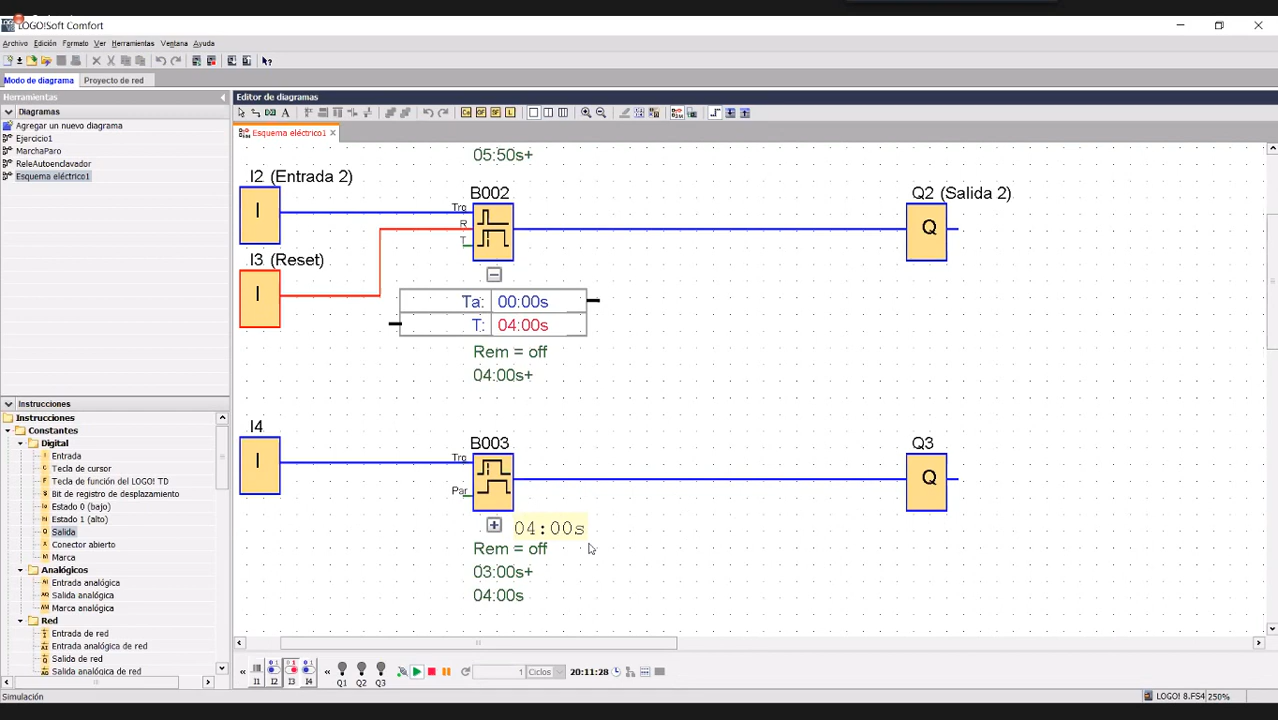 LOGO!Soft Comfort
Archivo Edición Formato Ver Herramientas Ventana Ayuda
Modo de diagrama Proyecto de red
Herramientas
Diagramas
Agregar un nuevo diagrama
Ejercicio1
MarchaParo
ReleAutoenclavador
Esquema eléctrico1
Instrucciones
Instrucciones
Constantes
Digital
Entrada
Tecla de cursor
Tecla de función del LOGO! TD
Bit de registro de desplazamiento
Estado 0 (bajo)
Estado 1 (alto)
Salida
Conector abierto
Marca
Analógicos
Entrada analógica
Salida analógica
Marca analógica
Red
Entrada de red
Entrada analógica de red
Salida de red
Salida analógica de red
Editor de diagramas
Esquema eléctrico1
05:50s+
I2 (Entrada 2)
B002
Q2 (Salida 2)
I
Trg
R
T
Q
I3 (Reset)
I
Ta: 00:00s
T: 04:00s
Rem = off
04:00s+
I4
B003
Q3
I
Trg
Par
Q
04:00s
Rem = off
03:00s+
04:00s
I1 I2 I3 I4 Q1 Q2 Q3
1 Ciclos 20:11:28
Simulación
LOGO! 8.FS4 250%